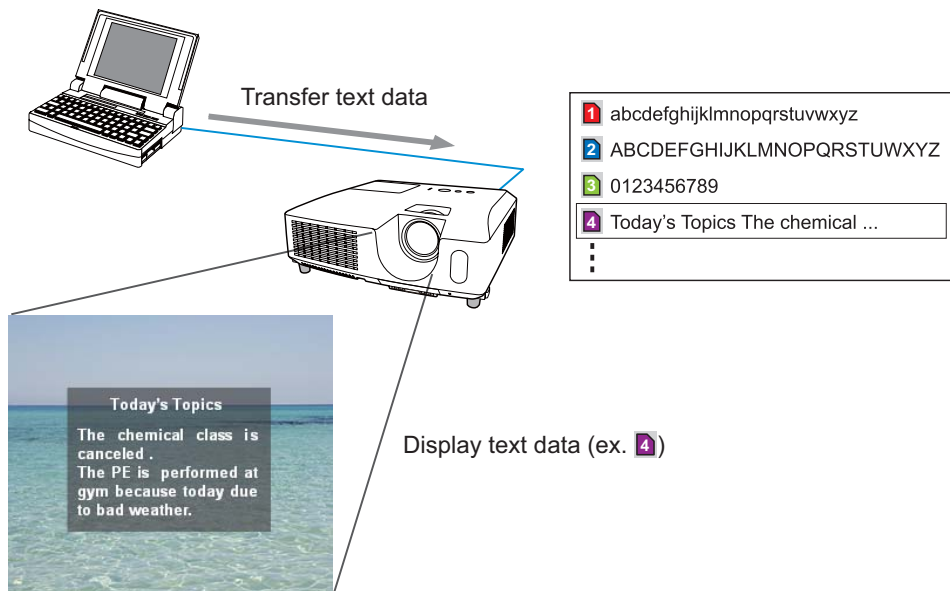 Transfer text data
1 abcdefghijklmnopqrstuvwxyz
2 ABCDEFGHIJKLMNOPQRSTUWXYZ
3 0123456789
4 Today’s Topics The chemical ...
Today's Topics
The chemical class is
canceled .
The PE is performed at
gym because today due
to bad weather.
Display text data (ex. 4)